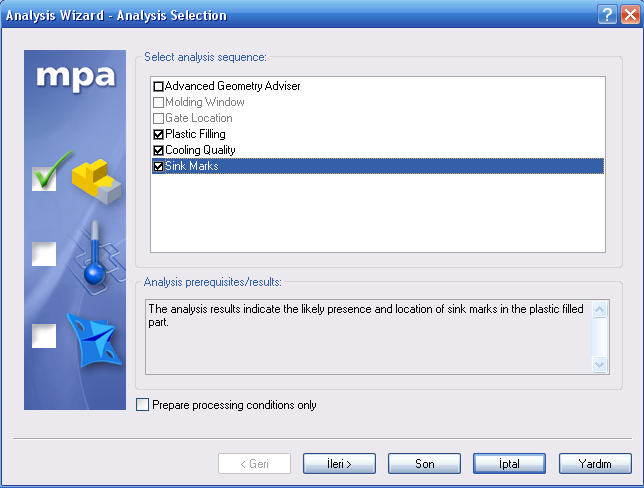 Analysis Wizard - Analysis Selection
mpa
Select analysis sequence:
Advanced Geometry Adviser
Molding Window
Gate Location
Plastic Filling
Cooling Quality
Sink Marks
Analysis prerequisites/results:
The analysis results indicate the likely presence and location of sink marks in the plastic filled
part.
Prepare processing conditions only
< Geri
İleri >
Son
İptal
Yardım